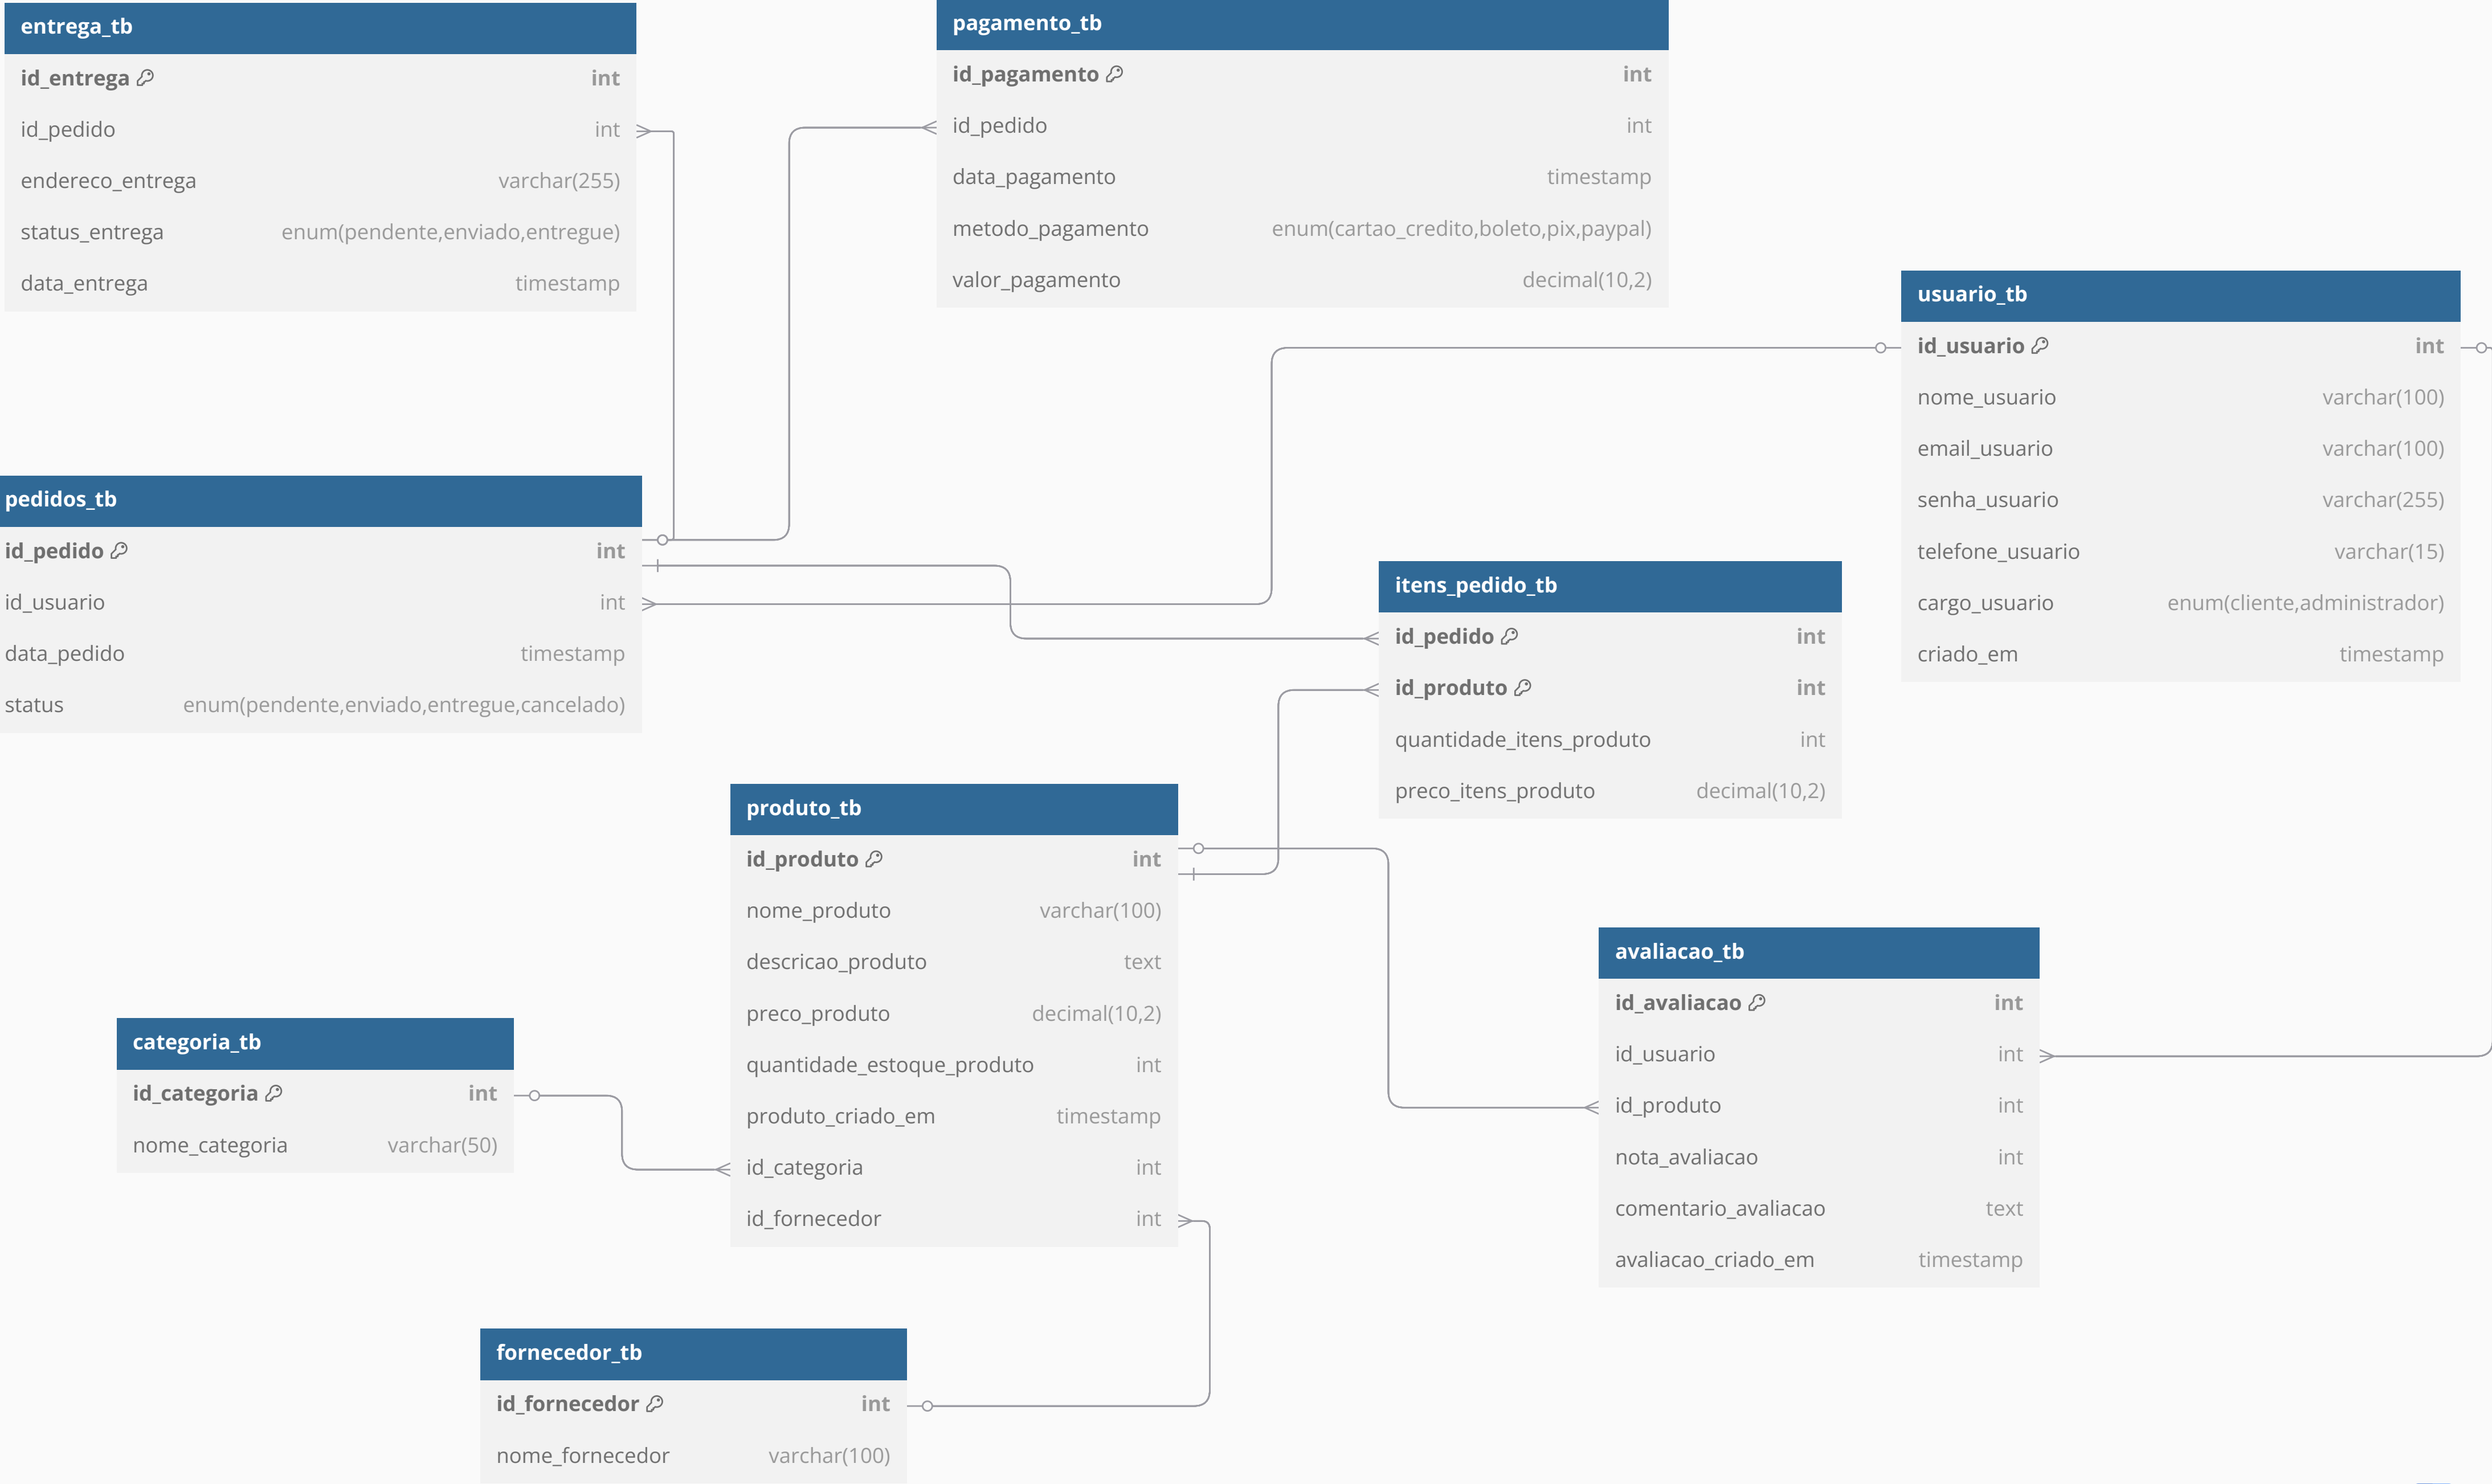 entrega_tb
id_entrega int
id_pedido int
endereco_entrega varchar(255)
status_entrega enum(pendente,enviado,entregue)
data_entrega timestamp
pagamento_tb
id_pagamento int
id_pedido int
data_pagamento timestamp
metodo_pagamento enum(cartao_credito,boleto,pix,paypal)
valor_pagamento decimal(10,2)
usuario_tb
id_usuario int
nome_usuario varchar(100)
email_usuario varchar(100)
senha_usuario varchar(255)
telefone_usuario varchar(15)
cargo_usuario enum(cliente,administrador)
criado_em timestamp
pedidos_tb
id_pedido int
id_usuario int
data_pedido timestamp
status enum(pendente,enviado,entregue,cancelado)
itens_pedido_tb
id_pedido int
id_produto int
quantidade_itens_produto int
preco_itens_produto decimal(10,2)
produto_tb
id_produto int
nome_produto varchar(100)
descricao_produto text
preco_produto decimal(10,2)
quantidade_estoque_produto int
produto_criado_em timestamp
id_categoria int
id_fornecedor int
avaliacao_tb
id_avaliacao int
id_usuario int
id_produto int
nota_avaliacao int
comentario_avaliacao text
avaliacao_criado_em timestamp
categoria_tb
id_categoria int
nome_categoria varchar(50)
fornecedor_tb
id_fornecedor int
nome_fornecedor varchar(100)